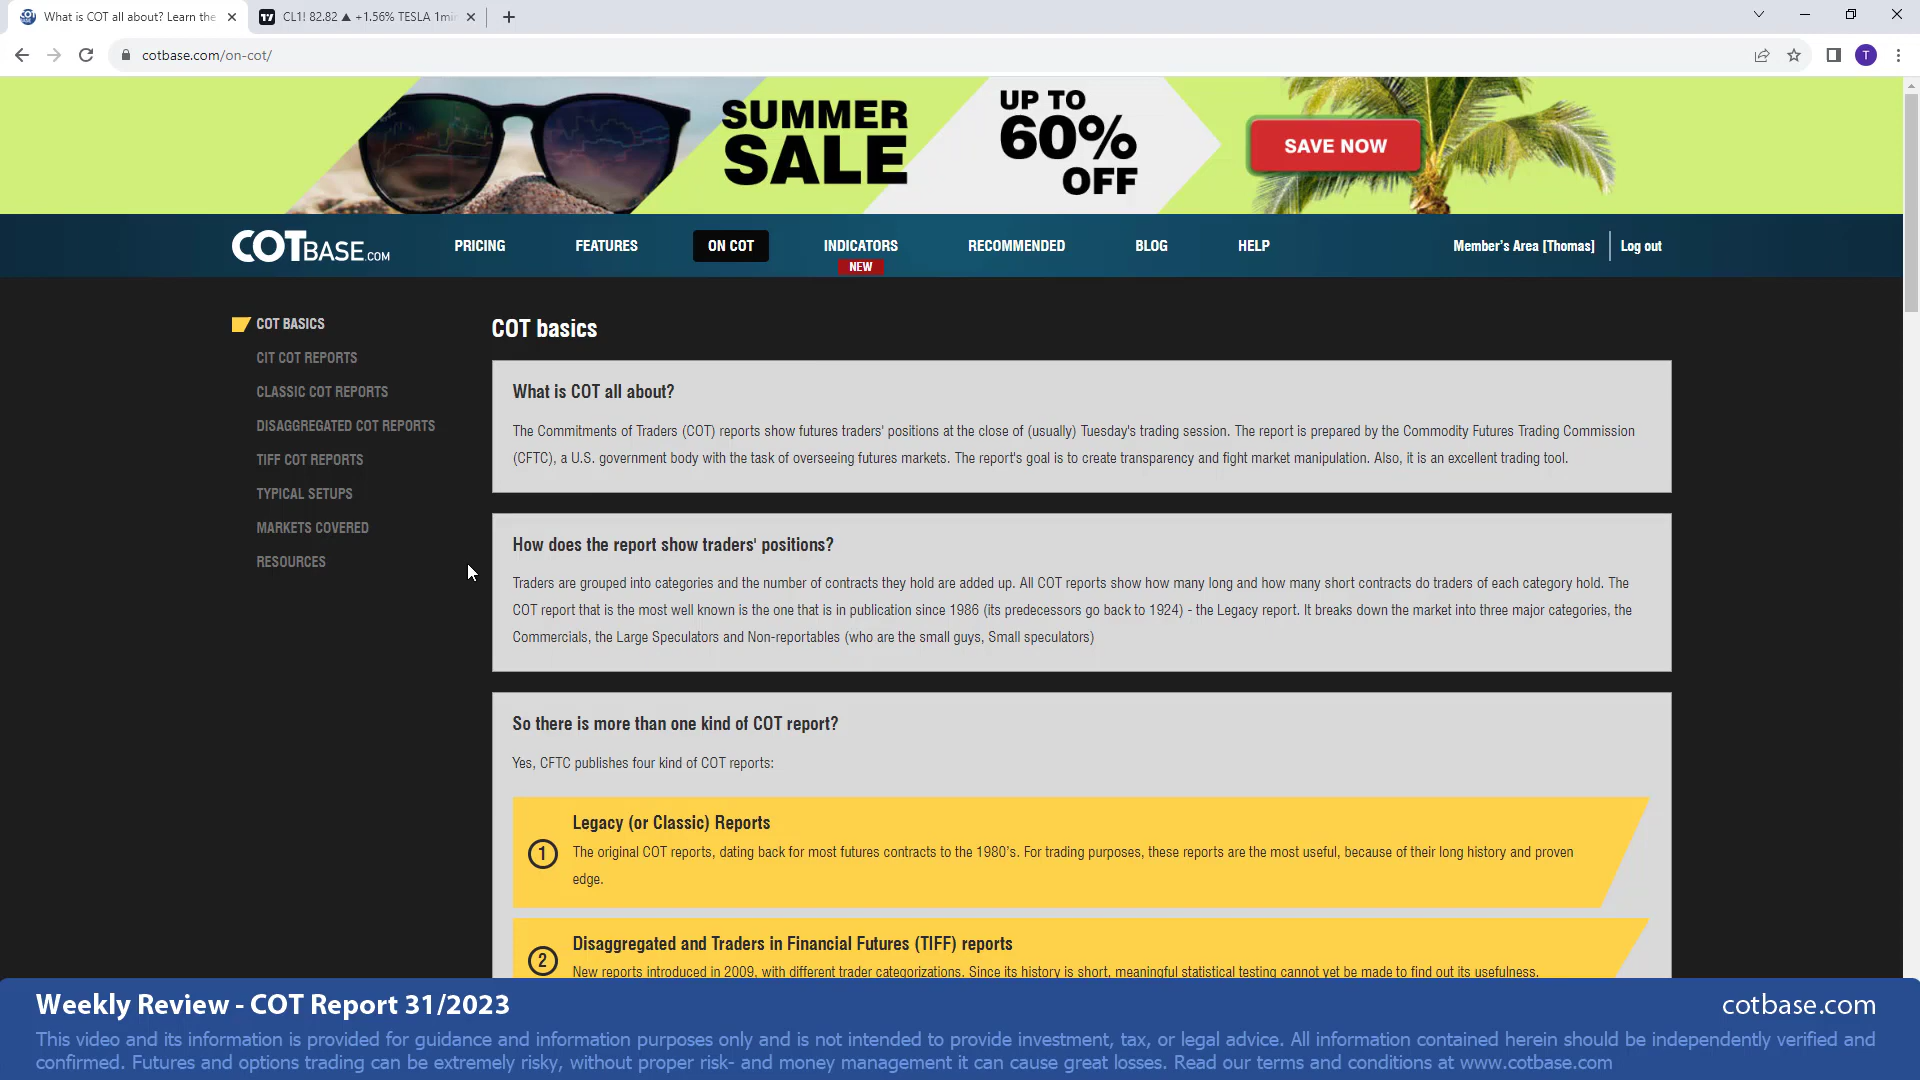 What is COT all about? Learn the
CL1! 82.82 ▲ +1.56% TESLA 1min
cotbase.com/on-cot/
T
SUMMER
SALE
UP TO
60%
OFF
SAVE NOW
COTBASE.COM
PRICING
FEATURES
ON COT
INDICATORS
NEW
RECOMMENDED
BLOG
HELP
Member's Area [Thomas]
Log out
COT BASICS
CIT COT REPORTS
CLASSIC COT REPORTS
DISAGGREGATED COT REPORTS
TIFF COT REPORTS
TYPICAL SETUPS
MARKETS COVERED
RESOURCES
COT basics
What is COT all about?
The Commitments of Traders (COT) reports show futures traders' positions at the close of (usually) Tuesday's trading session. The report is prepared by the Commodity Futures Trading Commission
(CFTC), a U.S. government body with the task of overseeing futures markets. The report's goal is to create transparency and fight market manipulation. Also, it is an excellent trading tool.
How does the report show traders' positions?
Traders are grouped into categories and the number of contracts they hold are added up. All COT reports show how many long and how many short contracts do traders of each category hold. The
COT report that is the most well known is the one that is in publication since 1986 (its predecessors go back to 1924) - the Legacy report. It breaks down the market into three major categories, the
Commercials, the Large Speculators and Non-reportables (who are the small guys, Small speculators)
So there is more than one kind of COT report?
Yes, CFTC publishes four kind of COT reports:
1
Legacy (or Classic) Reports
The original COT reports, dating back for most futures contracts to the 1980's. For trading purposes, these reports are the most useful, because of their long history and proven
edge.
2
Disaggregated and Traders in Financial Futures (TIFF) reports
New reports introduced in 2009, with different trader categorizations. Since its history is short, meaningful statistical testing cannot yet be made to find out its usefulness.
Weekly Review - COT Report 31/2023
cotbase.com
This video and its information is provided for guidance and information purposes only and is not intended to provide investment, tax, or legal advice. All information contained herein should be independently verified and
confirmed. Futures and options trading can be extremely risky, without proper risk- and money management it can cause great losses. Read our terms and conditions at www.cotbase.com